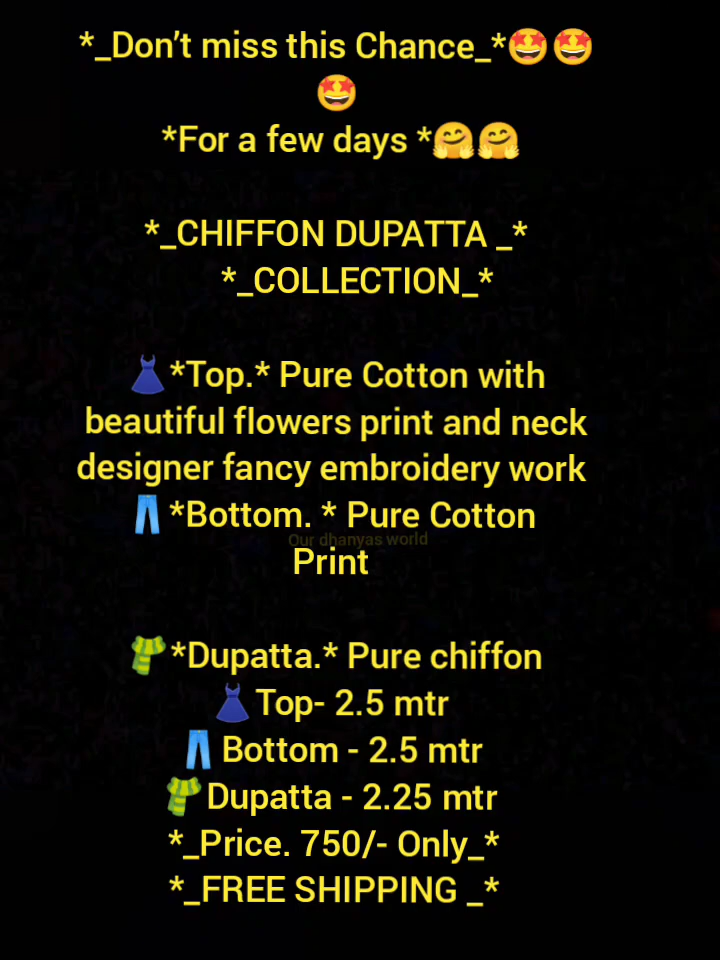 *_Don't miss this Chance_*🤩🤩
🤩
*For a few days *🤗🤗
*_CHIFFON DUPATTA _*
*_COLLECTION_*
👗*Top.* Pure Cotton with
beautiful flowers print and neck
designer fancy embroidery work
👖*Bottom. * Pure Cotton
Our dhanyas world
Print
🧣*Dupatta.* Pure chiffon
👗Top- 2.5 mtr
👖Bottom - 2.5 mtr
🧣Dupatta - 2.25 mtr
*_Price. 750/- Only_*
*_FREE SHIPPING _*